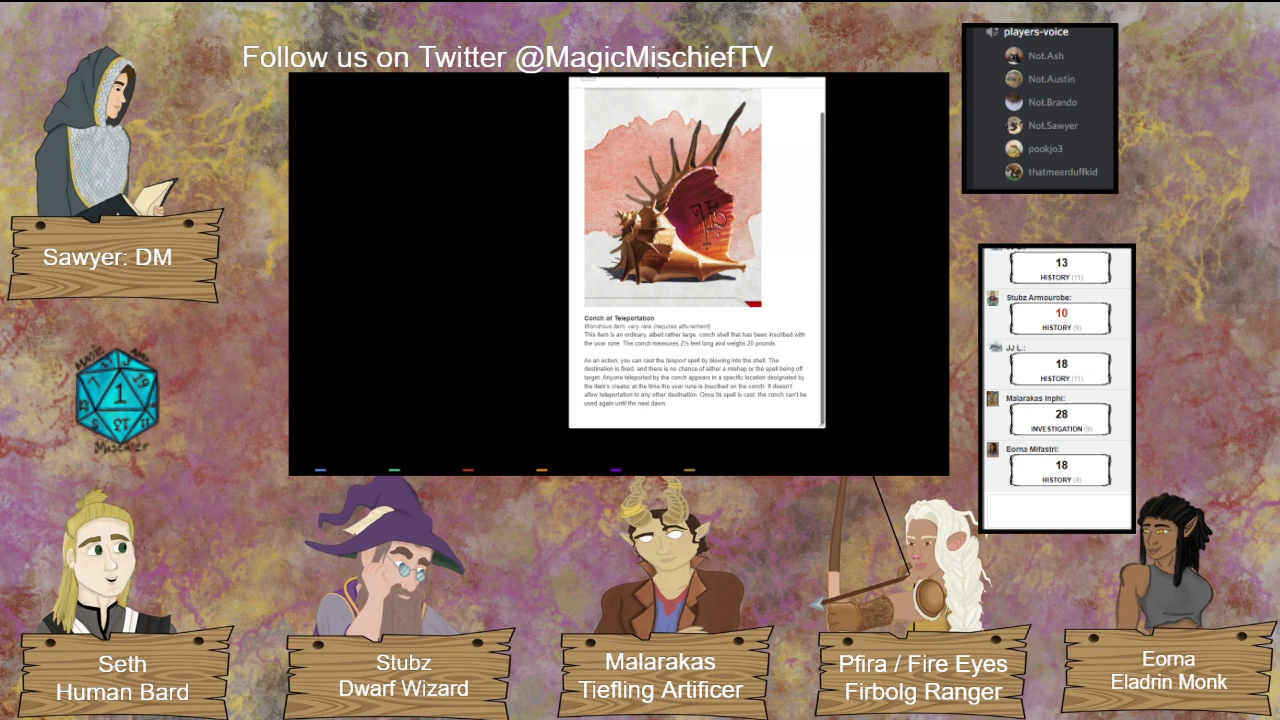 Follow us on Twitter @MagicMischiefTV
players-voice
Not.Ash
Not.Austin
Not.Brando
Not.Sawyer
pookjo3
thatmeerduffkid
Sawyer: DM
1
Conch of Teleportation
Wondrous item, very rare (requires attunement)
This item is an ordinary, albeit rather large, conch shell that has been inscribed with
the uvar rune. The conch measures 2½ feet long and weighs 20 pounds.
As an action, you can cast the teleport spell by blowing into the shell. The
destination is fixed, and there is no chance of either a mishap or the spell being off
target. Anyone teleported by the conch appears in a specific location designated by
the item's creator at the time the uvar rune is inscribed on the conch. It doesn't
allow teleportation to any other destination. Once its spell is cast, the conch can't be
used again until the next dawn.
13
HISTORY (11)
Stubz Armourobe:
10
HISTORY (9)
JJ L.:
18
HISTORY (11)
Malarakas Inphi:
28
INVESTIGATION (8)
Eorna Mifastri:
18
HISTORY (4)
Seth
Human Bard
Stubz
Dwarf Wizard
Malarakas
Tiefling Artificer
Pfira / Fire Eyes
Firbolg Ranger
Eorna
Eladrin Monk